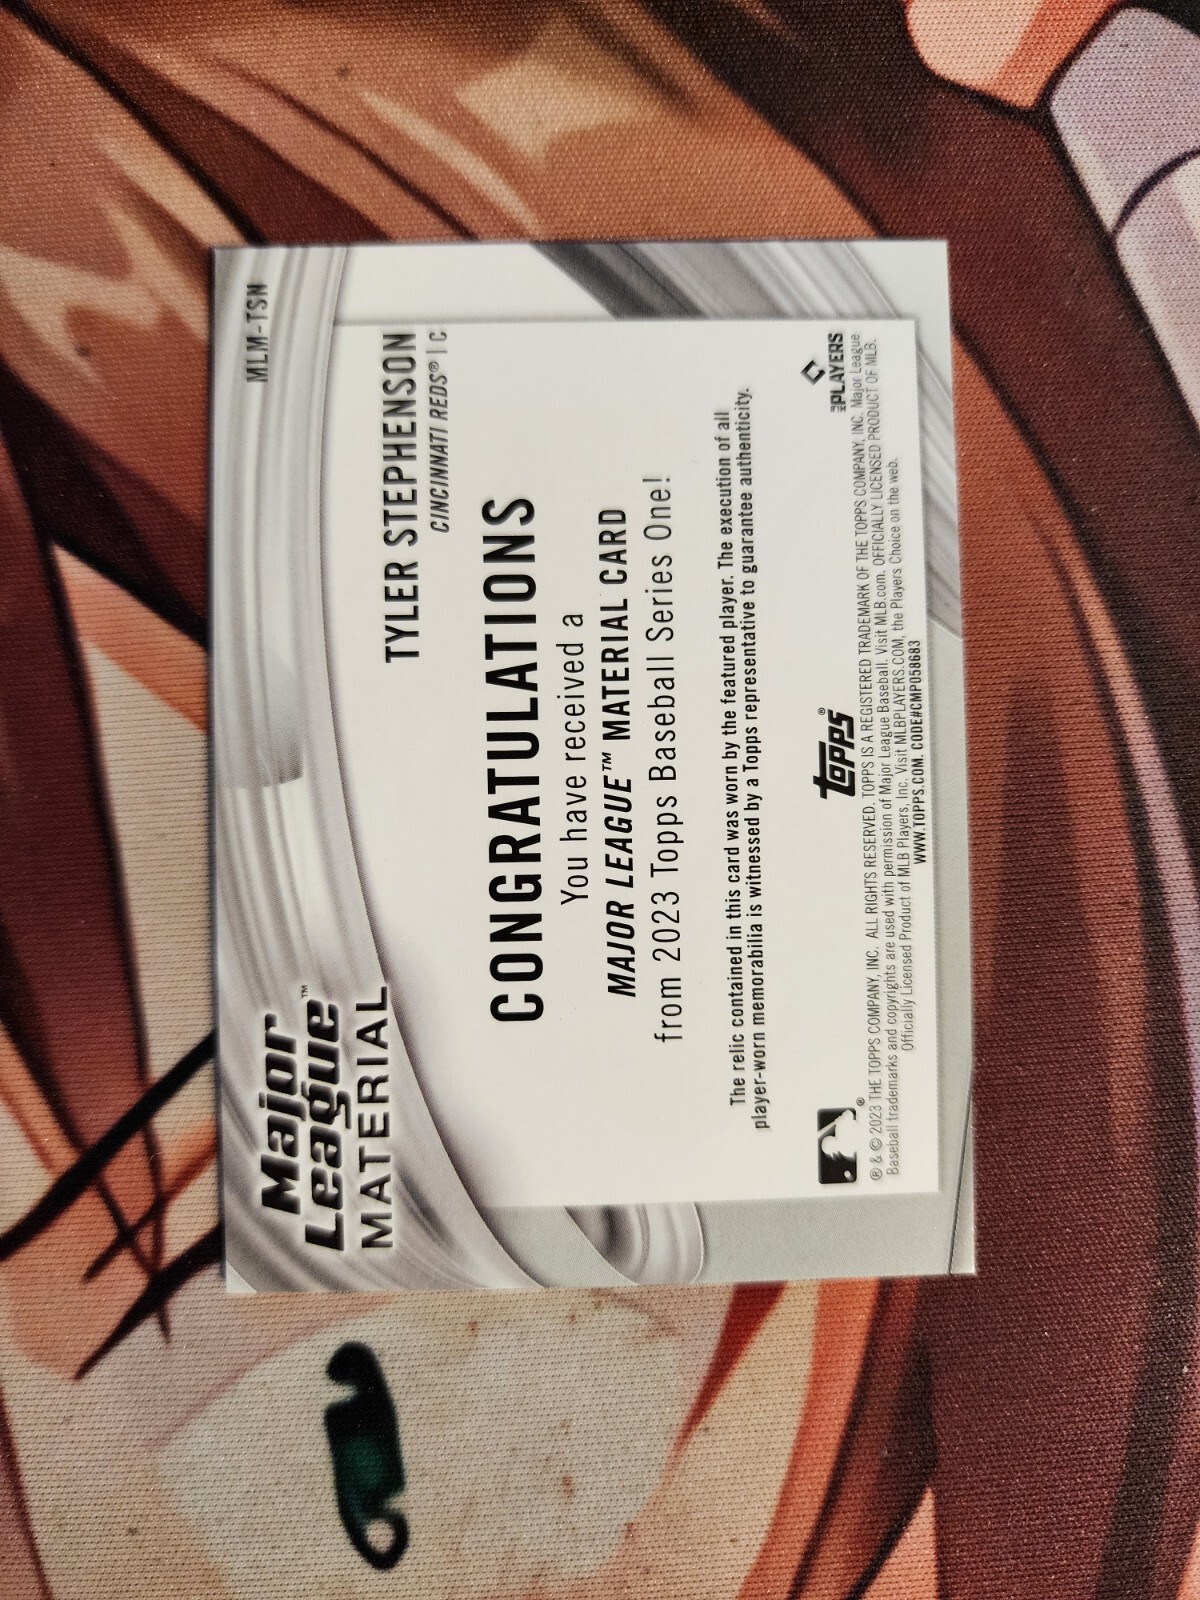 Major
League™
MATERIAL
MLM-TSN
TYLER STEPHENSON
CINCINNATI REDS® | C
CONGRATULATIONS
You have received a
MAJOR LEAGUE™ MATERIAL CARD
from 2023 Topps Baseball Series One!
The relic contained in this card was worn by the featured player. The execution of all
player-worn memorabilia is witnessed by a Topps representative to guarantee authenticity.
®
topps®
THE PLAYERS
® & © 2023 THE TOPPS COMPANY, INC. ALL RIGHTS RESERVED. TOPPS IS A REGISTERED TRADEMARK OF THE TOPPS COMPANY, INC. Major League
Baseball trademarks and copyrights are used with permission of Major League Baseball. Visit MLB.com. OFFICIALLY LICENSED PRODUCT OF MLB.
Officially Licensed Product of MLB Players, Inc. Visit MLBPLAYERS.COM, the Players Choice on the web.
WWW.TOPPS.COM. CODE#CMP058683